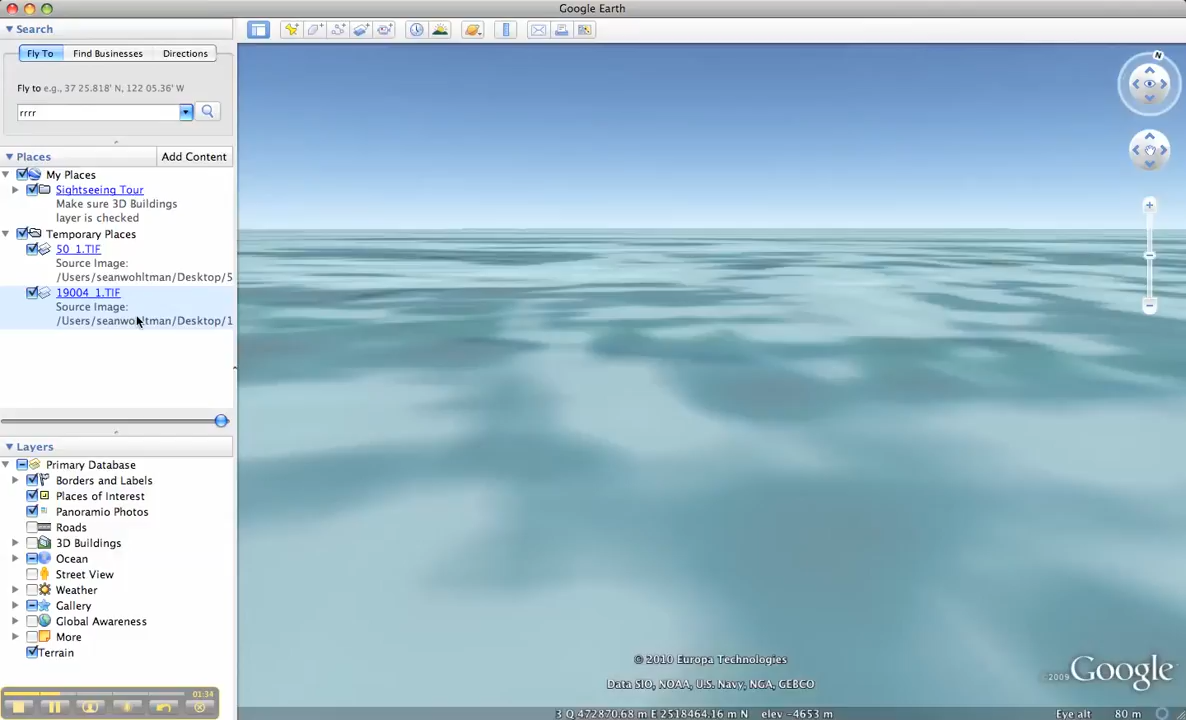 Google Earth
Search
Fly To
Find Businesses
Directions
Fly to e.g., 37 25.818' N, 122 05.36' W
rrrr
Places
Add Content
My Places
Sightseeing Tour
Make sure 3D Buildings
layer is checked
Temporary Places
50_1.TIF
Source Image:
/Users/seanwohltman/Desktop/5
19004_1.TIF
Source Image:
/Users/seanwohltman/Desktop/1
Layers
Primary Database
Borders and Labels
Places of Interest
Panoramio Photos
Roads
3D Buildings
Ocean
Street View
Weather
Gallery
Global Awareness
More
Terrain
01:34
N
© 2010 Europa Technologies
Data SIO, NOAA, U.S. Navy, NGA, GEBCO
©2009 Google
3 Q 472870.68 m E 2518464.16 m N elev -4653 m
Eye alt 80 m